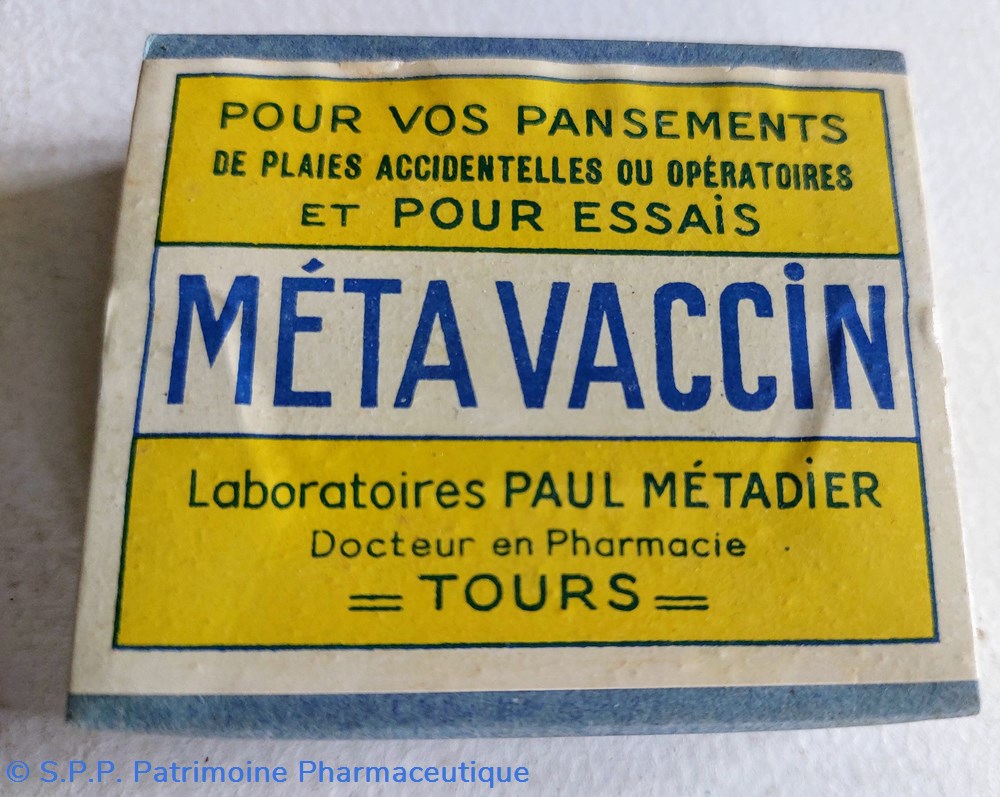 POUR VOS PANSEMENTS
DE PLAIES ACCIDENTELLES OU OPÉRATOIRES
ET POUR ESSAiS
MÉTA VACCiN
Laboratoires PAUL MÉTADiER
Docteur en Pharmacie
= TOURS =
© S.P.P. Patrimoine Pharmaceutique